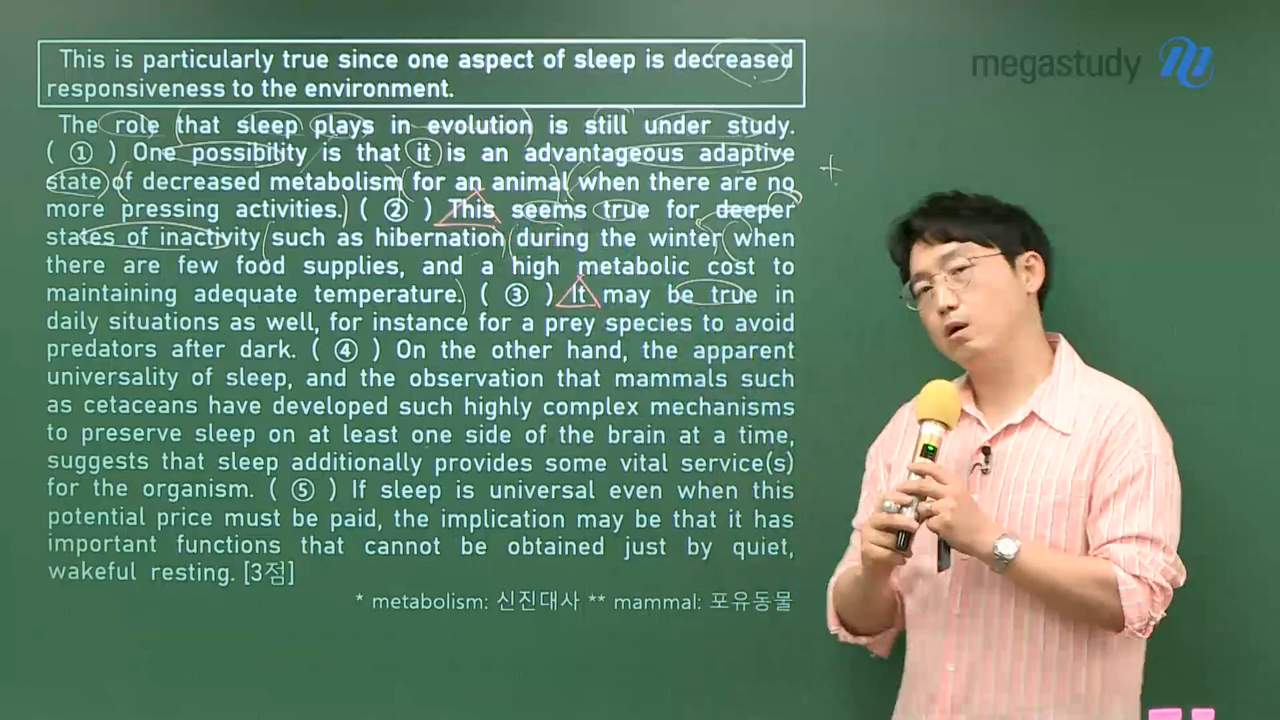 This is particularly true since one aspect of sleep is decreased
responsiveness to the environment.
megastudy
The role that sleep plays in evolution is still under study.
( ① ) One possibility is that it is an advantageous adaptive
state of decreased metabolism for an animal when there are no
more pressing activities. ( ② ) This seems true for deeper
states of inactivity such as hibernation during the winter when
there are few food supplies, and a high metabolic cost to
maintaining adequate temperature. ( ③ ) It may be true in
daily situations as well, for instance for a prey species to avoid
predators after dark. ( ④ ) On the other hand, the apparent
universality of sleep, and the observation that mammals such
as cetaceans have developed such highly complex mechanisms
to preserve sleep on at least one side of the brain at a time,
suggests that sleep additionally provides some vital service(s)
for the organism. ( ⑤ ) If sleep is universal even when this
potential price must be paid, the implication may be that it has
important functions that cannot be obtained just by quiet,
wakeful resting. [3점]
* metabolism: 신진대사 ** mammal: 포유동물